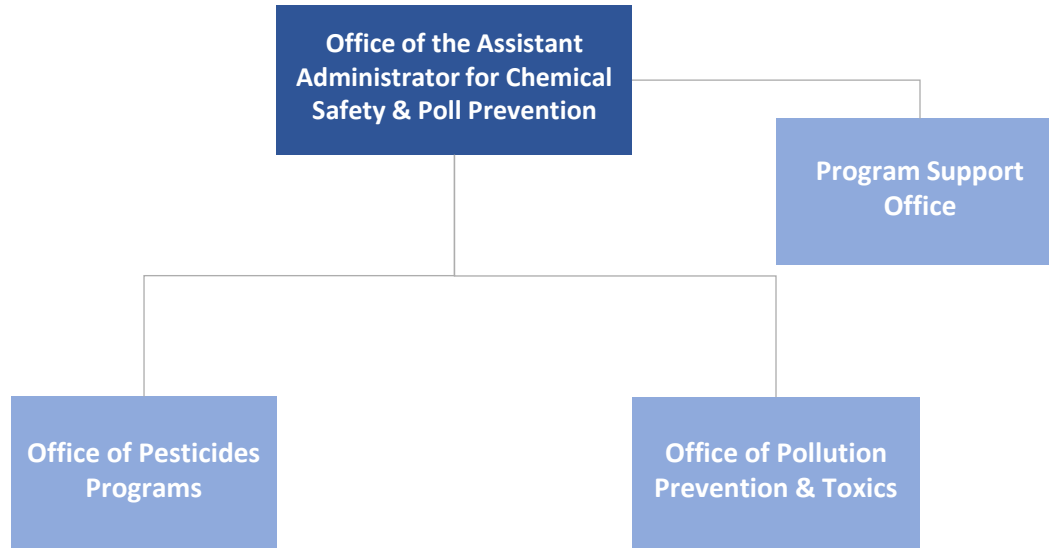 Office of the Assistant
Administrator for Chemical
Safety & Poll Prevention
Program Support
Office
Office of Pesticides
Programs
Office of Pollution
Prevention & Toxics